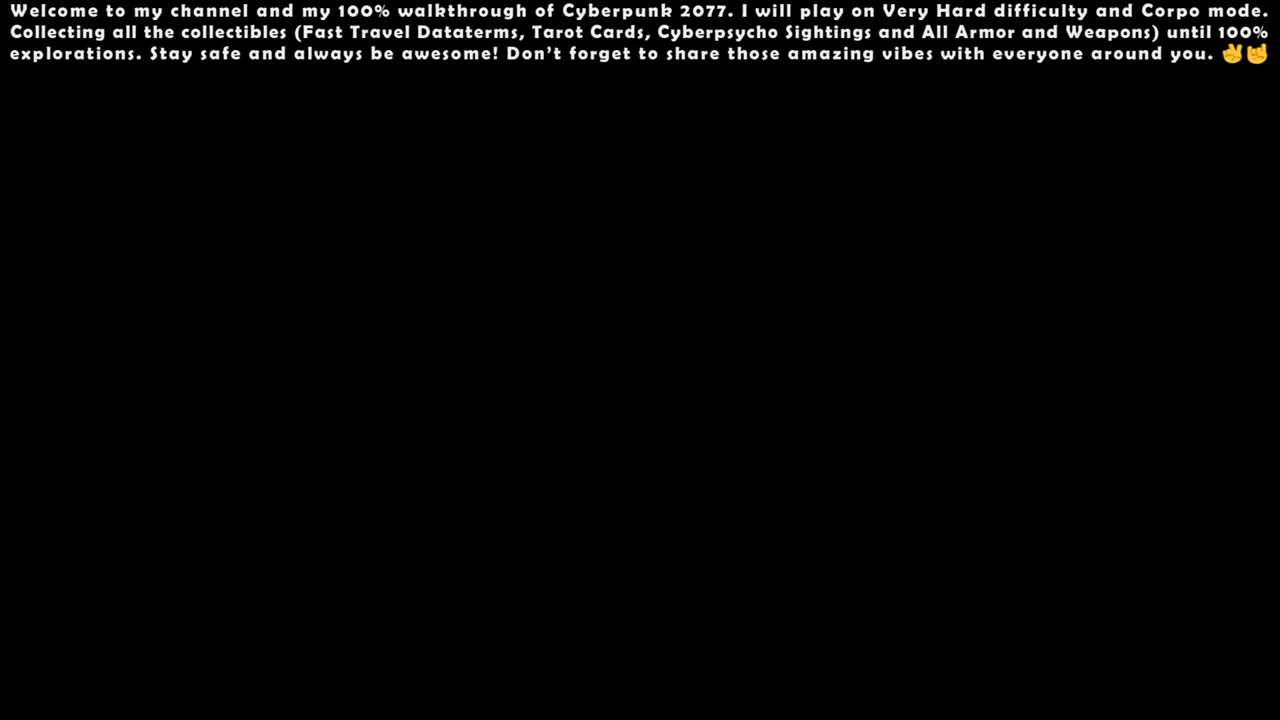 Welcome to my channel and my 100% walkthrough of Cyberpunk 2077. I will play on Very Hard difficulty and Corpo mode.
Collecting all the collectibles (Fast Travel Dataterms, Tarot Cards, Cyberpsycho Sightings and All Armor and Weapons) until 100%
explorations. Stay safe and always be awesome! Don’t forget to share those amazing vibes with everyone around you. ✌️🤘